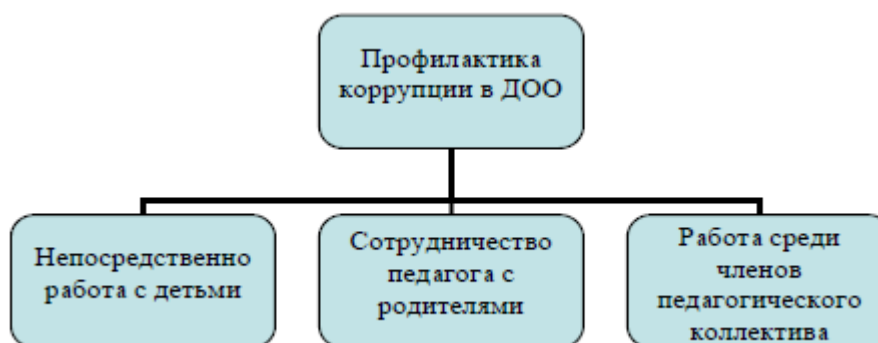 Профилактика
коррупции в ДОО
Непосредственно
работа с детьми
Сотрудничество
педагога с
родителями
Работа среди
членов
педагогического
коллектива